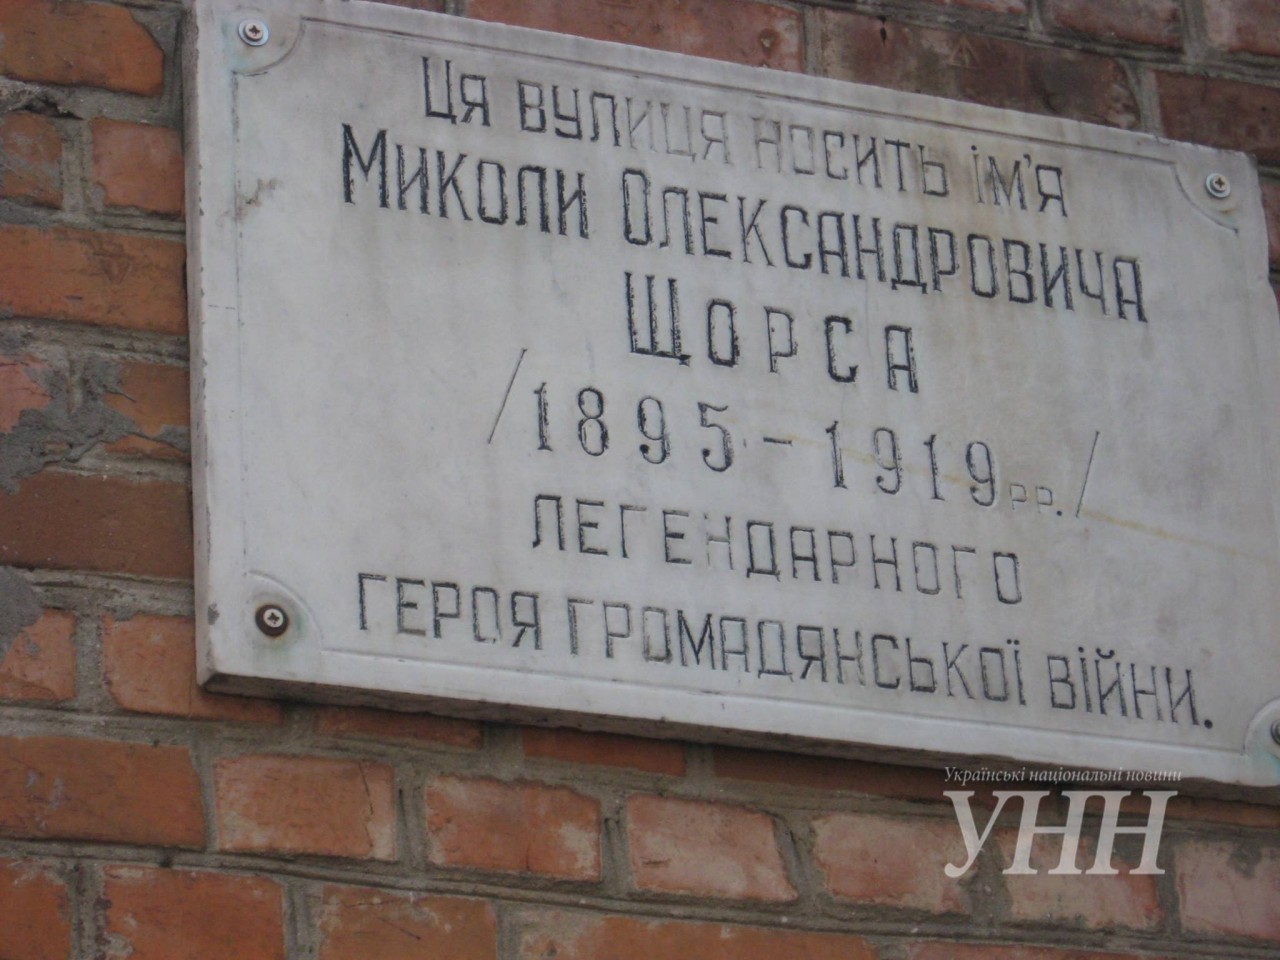 Ця вулиця носить ім'я
Миколи Олександровича
Щорса
/1895-1919рр./
легендарного
героя громадянської війни.
Українські національні новини
УНН